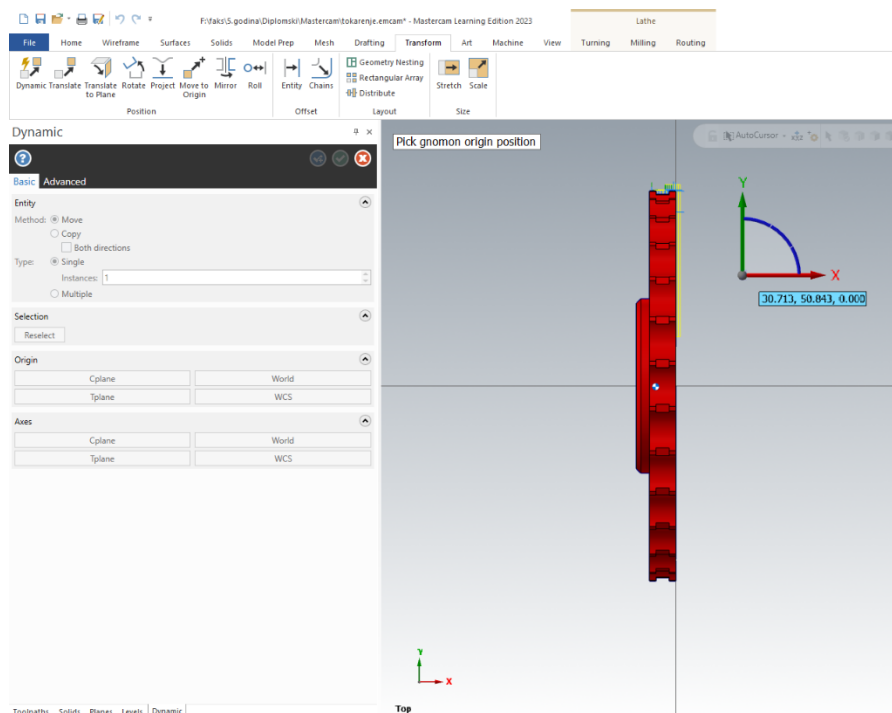 F:\faks\5.godina\Diplomski\Mastercam\tokarenje.emcam* - Mastercam Learning Edition 2023
Lathe
File Home Wireframe Surfaces Solids Model Prep Mesh Drafting Transform Art Machine View Turning Milling Routing
Dynamic Translate Translate to Plane Rotate Project Move to Origin Mirror Roll
Position
Entity Chains
Offset
Geometry Nesting
Rectangular Array
Distribute
Layout
Stretch Scale
Size
Dynamic
Basic Advanced
Entity
Method: Move
Copy
Both directions
Type: Single
Instances: 1
Multiple
Selection
Reselect
Origin
Cplane World
Tplane WCS
Axes
Cplane World
Tplane WCS
Toolpaths Solids Planes Levels Dynamic
Pick gnomon origin position
AutoCursor
Y
X
30.713, 50.843, 0.000
Y
X
Top